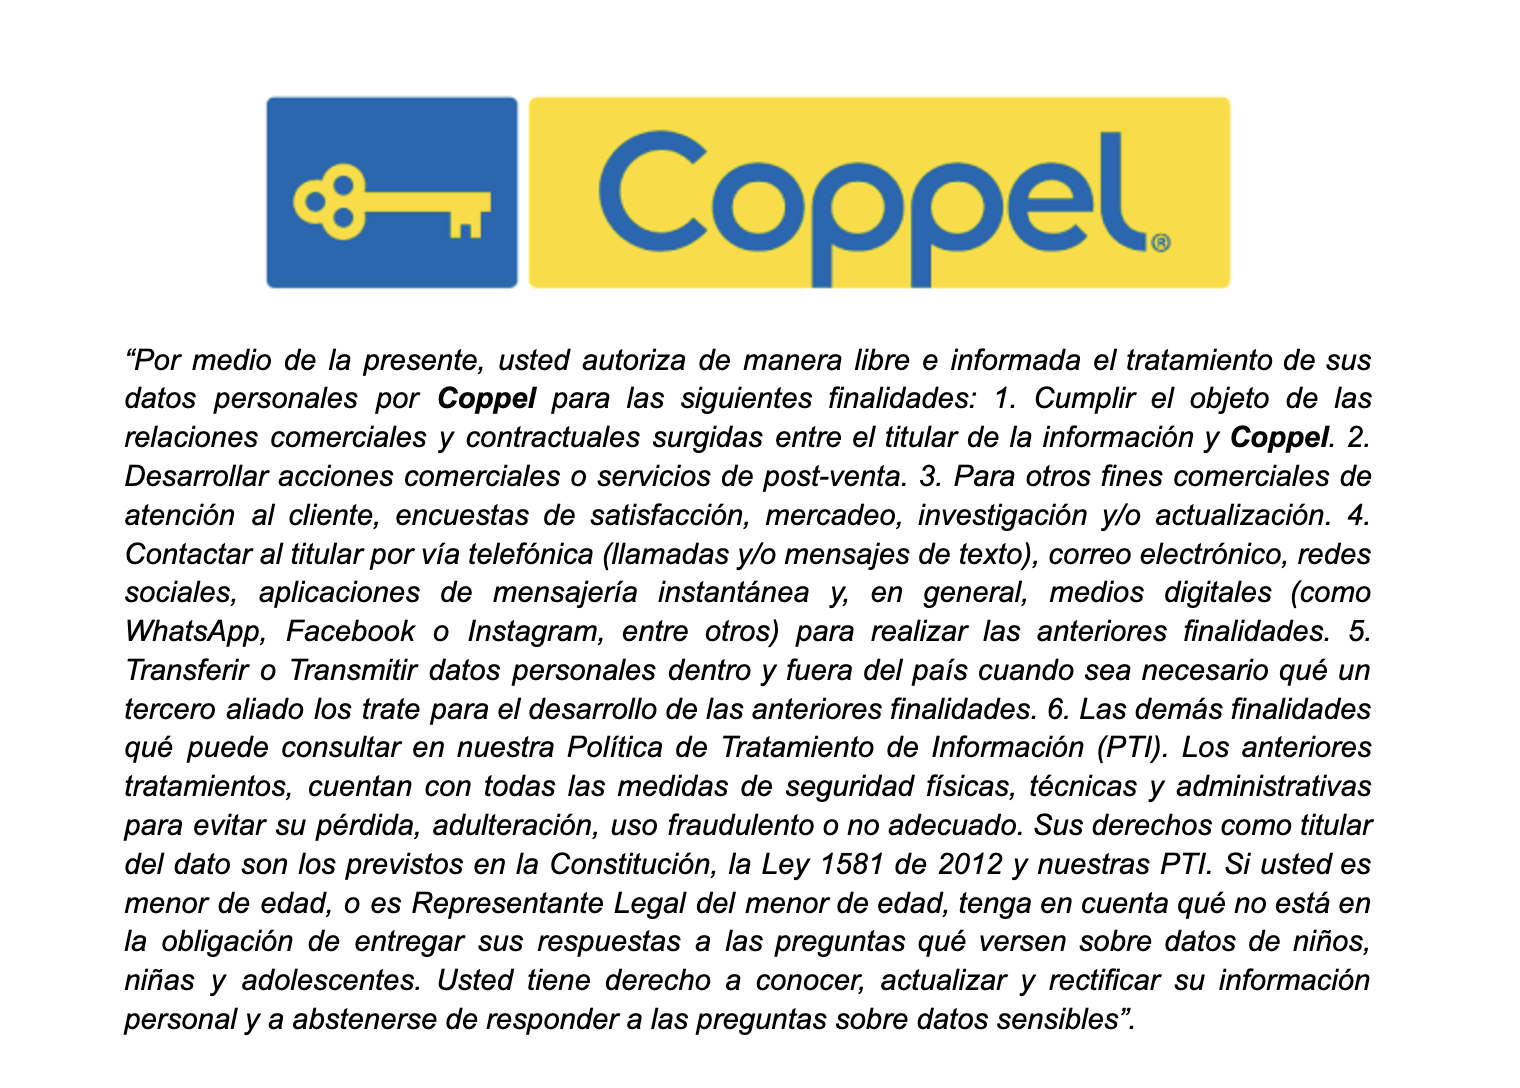 Coppel®
“Por medio de la presente, usted autoriza de manera libre e informada el tratamiento de sus
datos personales por Coppel para las siguientes finalidades: 1. Cumplir el objeto de las
relaciones comerciales y contractuales surgidas entre el titular de la información y Coppel. 2.
Desarrollar acciones comerciales o servicios de post-venta. 3. Para otros fines comerciales de
atención al cliente, encuestas de satisfacción, mercadeo, investigación y/o actualización. 4.
Contactar al titular por vía telefónica (llamadas y/o mensajes de texto), correo electrónico, redes
sociales, aplicaciones de mensajería instantánea y, en general, medios digitales (como
WhatsApp, Facebook o Instagram, entre otros) para realizar las anteriores finalidades. 5.
Transferir o Transmitir datos personales dentro y fuera del país cuando sea necesario qué un
tercero aliado los trate para el desarrollo de las anteriores finalidades. 6. Las demás finalidades
qué puede consultar en nuestra Política de Tratamiento de Información (PTI). Los anteriores
tratamientos, cuentan con todas las medidas de seguridad físicas, técnicas y administrativas
para evitar su pérdida, adulteración, uso fraudulento o no adecuado. Sus derechos como titular
del dato son los previstos en la Constitución, la Ley 1581 de 2012 y nuestras PTI. Si usted es
menor de edad, o es Representante Legal del menor de edad, tenga en cuenta qué no está en
la obligación de entregar sus respuestas a las preguntas qué versen sobre datos de niños,
niñas y adolescentes. Usted tiene derecho a conocer, actualizar y rectificar su información
personal y a abstenerse de responder a las preguntas sobre datos sensibles”.